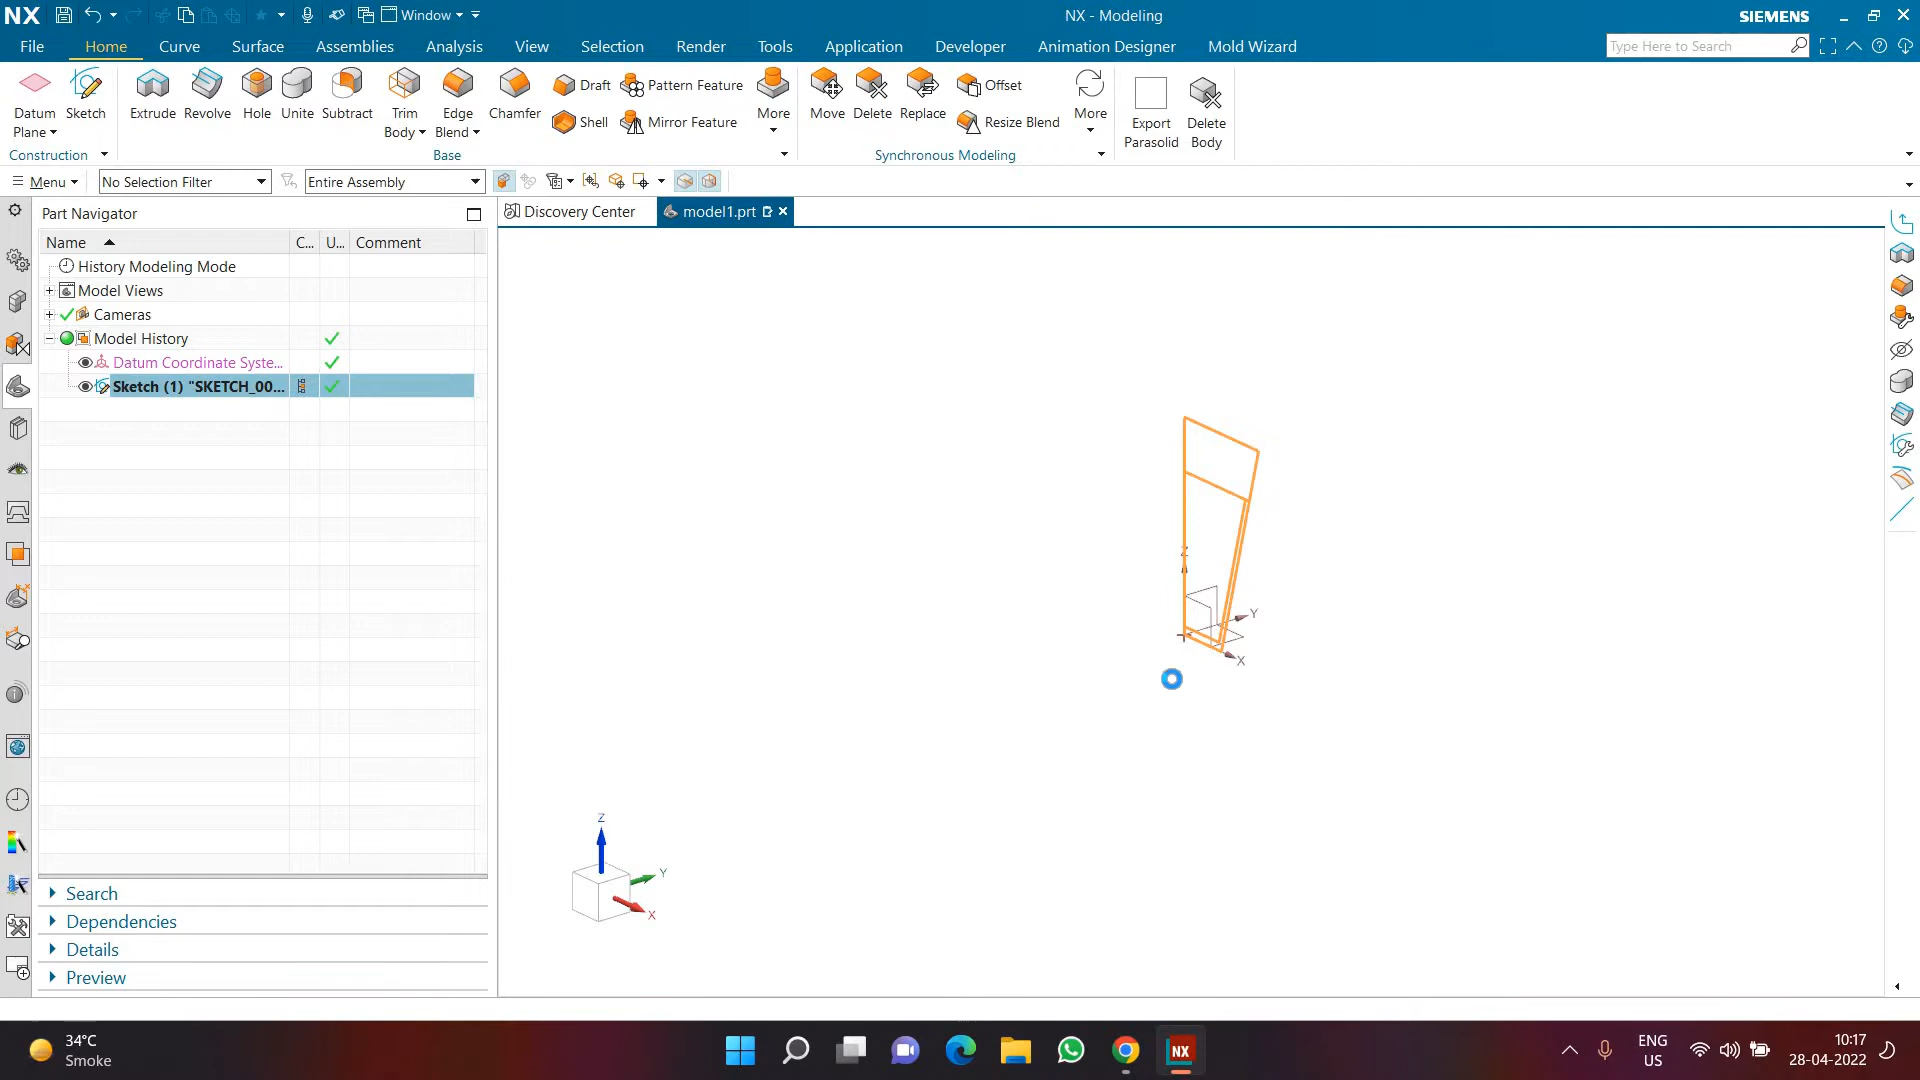 NX Window NX - Modeling SIEMENS
File Home Curve Surface Assemblies Analysis View Selection Render Tools Application Developer Animation Designer Mold Wizard Type Here to Search
Datum Plane Sketch Extrude Revolve Hole Unite Subtract Trim Body Edge Blend Chamfer Draft Shell Pattern Feature Mirror Feature More Move Delete Replace Offset Resize Blend More Export Parasolid Delete Body
Construction Base Synchronous Modeling
Menu No Selection Filter Entire Assembly
Part Navigator Discovery Center model1.prt
Name C... U... Comment
History Modeling Mode
Model Views
Cameras
Model History
Datum Coordinate Syste...
Sketch (1) "SKETCH_00...
Z
Y
X
Z
Y
X
Search
Dependencies
Details
Preview
34°C
Smoke
NX
ENG
US
10:17
28-04-2022